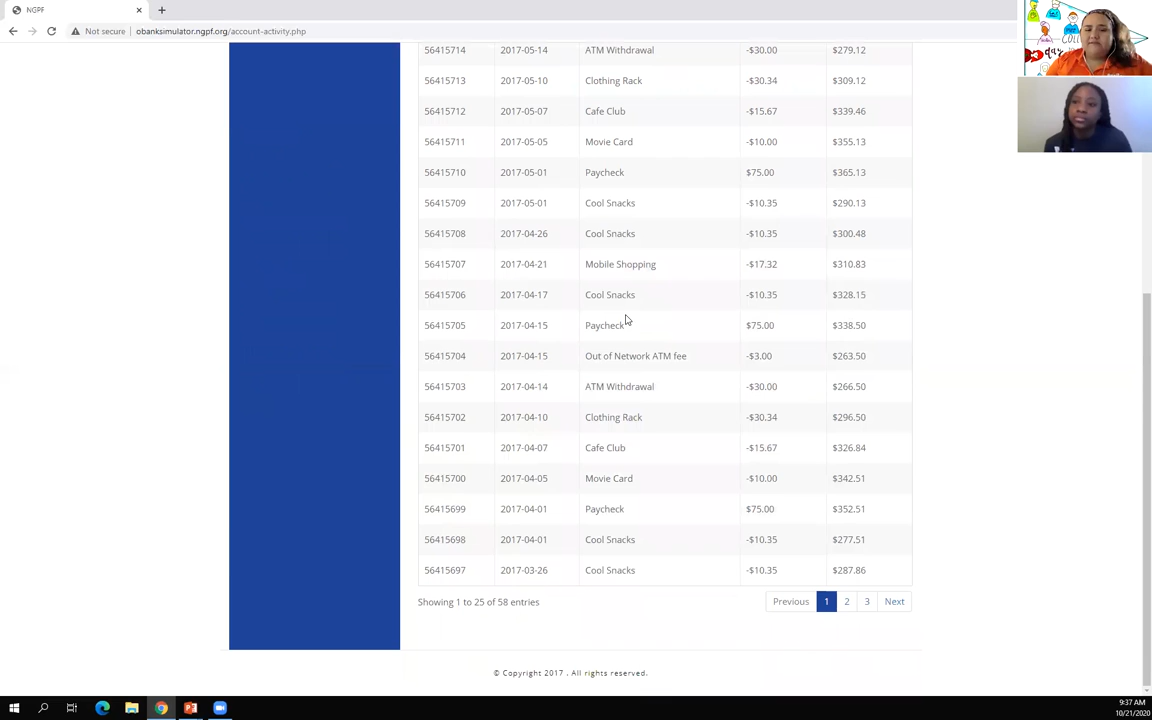 NGPF
Not secure | obanksimulator.ngpf.org/account-activity.php
56415714 2017-05-14 ATM Withdrawal -$30.00 $279.12
56415713 2017-05-10 Clothing Rack -$30.34 $309.12
56415712 2017-05-07 Cafe Club -$15.67 $339.46
56415711 2017-05-05 Movie Card -$10.00 $355.13
56415710 2017-05-01 Paycheck $75.00 $365.13
56415709 2017-05-01 Cool Snacks -$10.35 $290.13
56415708 2017-04-26 Cool Snacks -$10.35 $300.48
56415707 2017-04-21 Mobile Shopping -$17.32 $310.83
56415706 2017-04-17 Cool Snacks -$10.35 $328.15
56415705 2017-04-15 Paycheck $75.00 $338.50
56415704 2017-04-15 Out of Network ATM fee -$3.00 $263.50
56415703 2017-04-14 ATM Withdrawal -$30.00 $266.50
56415702 2017-04-10 Clothing Rack -$30.34 $296.50
56415701 2017-04-07 Cafe Club -$15.67 $326.84
56415700 2017-04-05 Movie Card -$10.00 $342.51
56415699 2017-04-01 Paycheck $75.00 $352.51
56415698 2017-04-01 Cool Snacks -$10.35 $277.51
56415697 2017-03-26 Cool Snacks -$10.35 $287.86
Showing 1 to 25 of 58 entries
Previous 1 2 3 Next
© Copyright 2017 . All rights reserved.
9:37 AM
10/21/2020